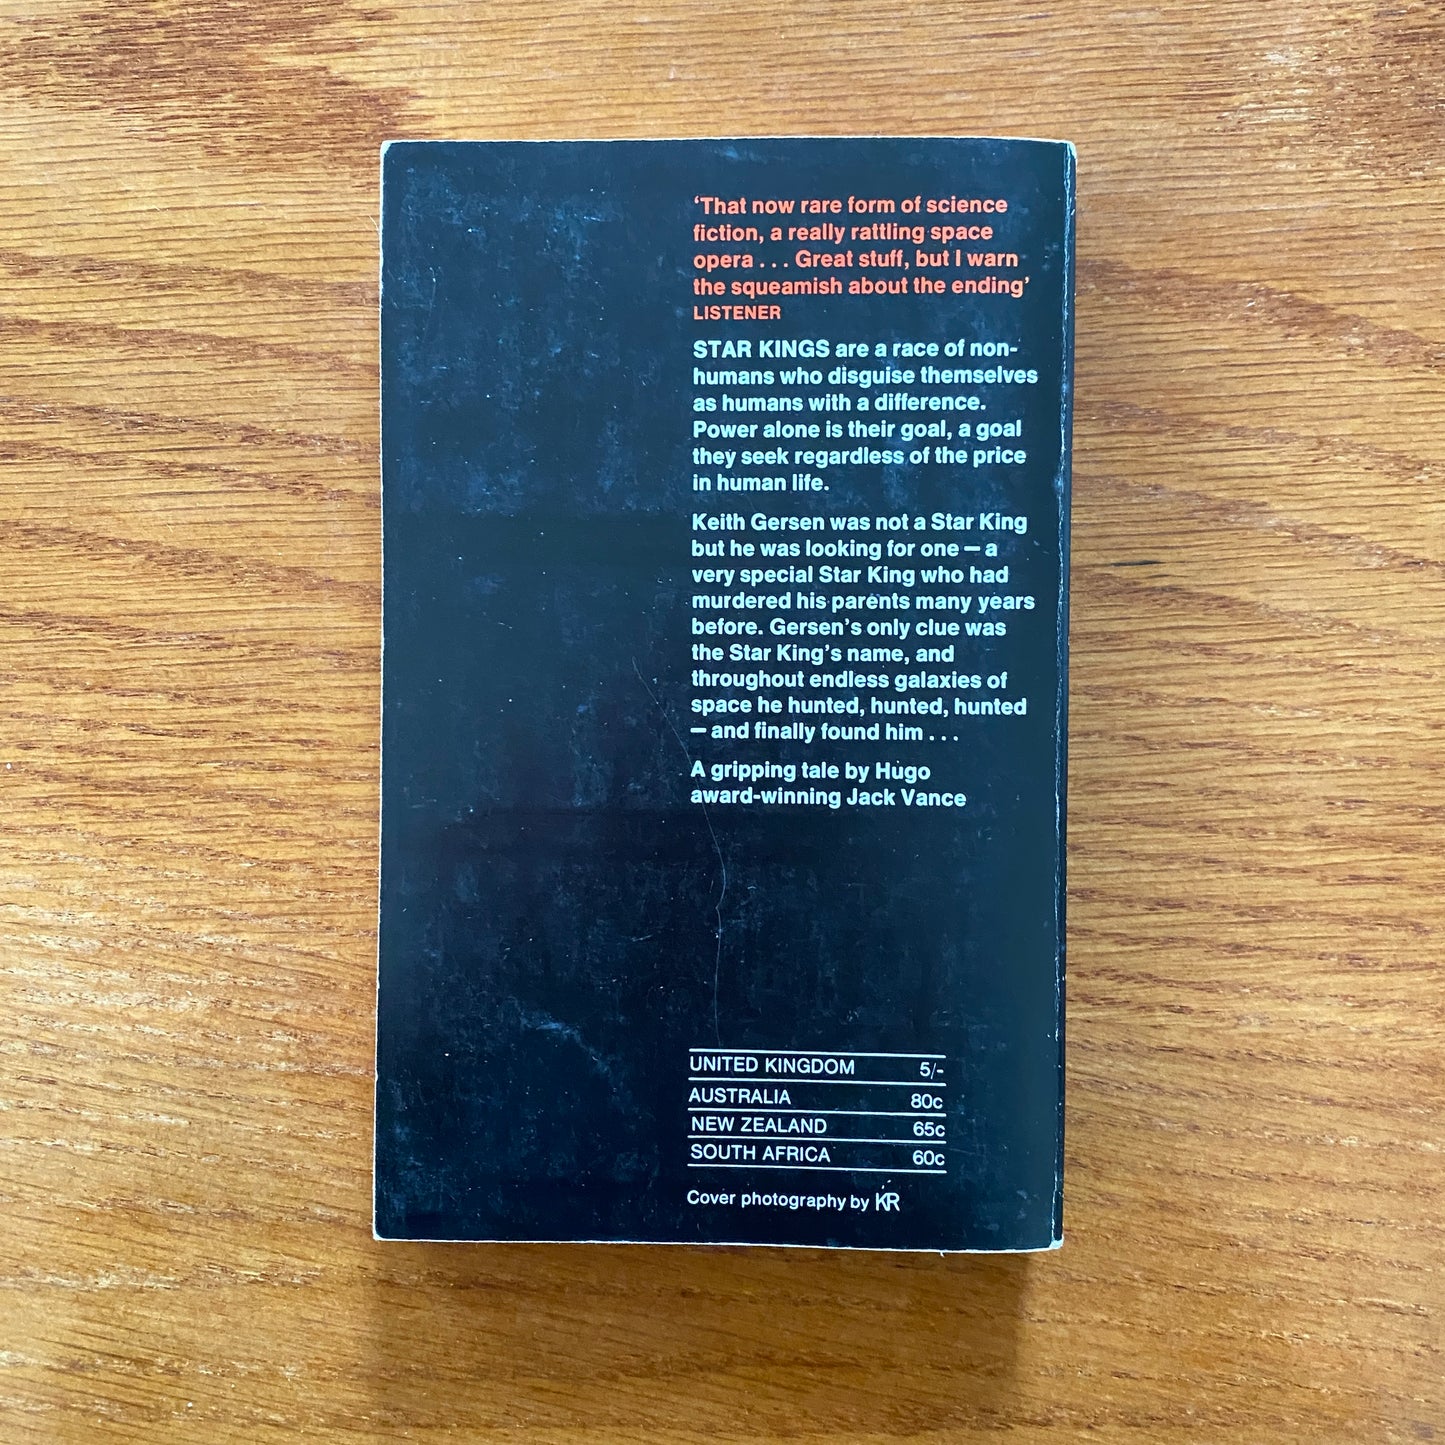 ‘That now rare form of science
fiction, a really rattling space
opera . . . Great stuff, but I warn
the squeamish about the ending’
LISTENER
STAR KINGS are a race of non-
humans who disguise themselves
as humans with a difference.
Power alone is their goal, a goal
they seek regardless of the price
in human life.
Keith Gersen was not a Star King
but he was looking for one – a
very special Star King who had
murdered his parents many years
before. Gersen’s only clue was
the Star King’s name, and
throughout endless galaxies of
space he hunted, hunted, hunted
– and finally found him . . .
A gripping tale by Hugo
award-winning Jack Vance
UNITED KINGDOM 5/-
AUSTRALIA 80c
NEW ZEALAND 65c
SOUTH AFRICA 60c
Cover photography by KR